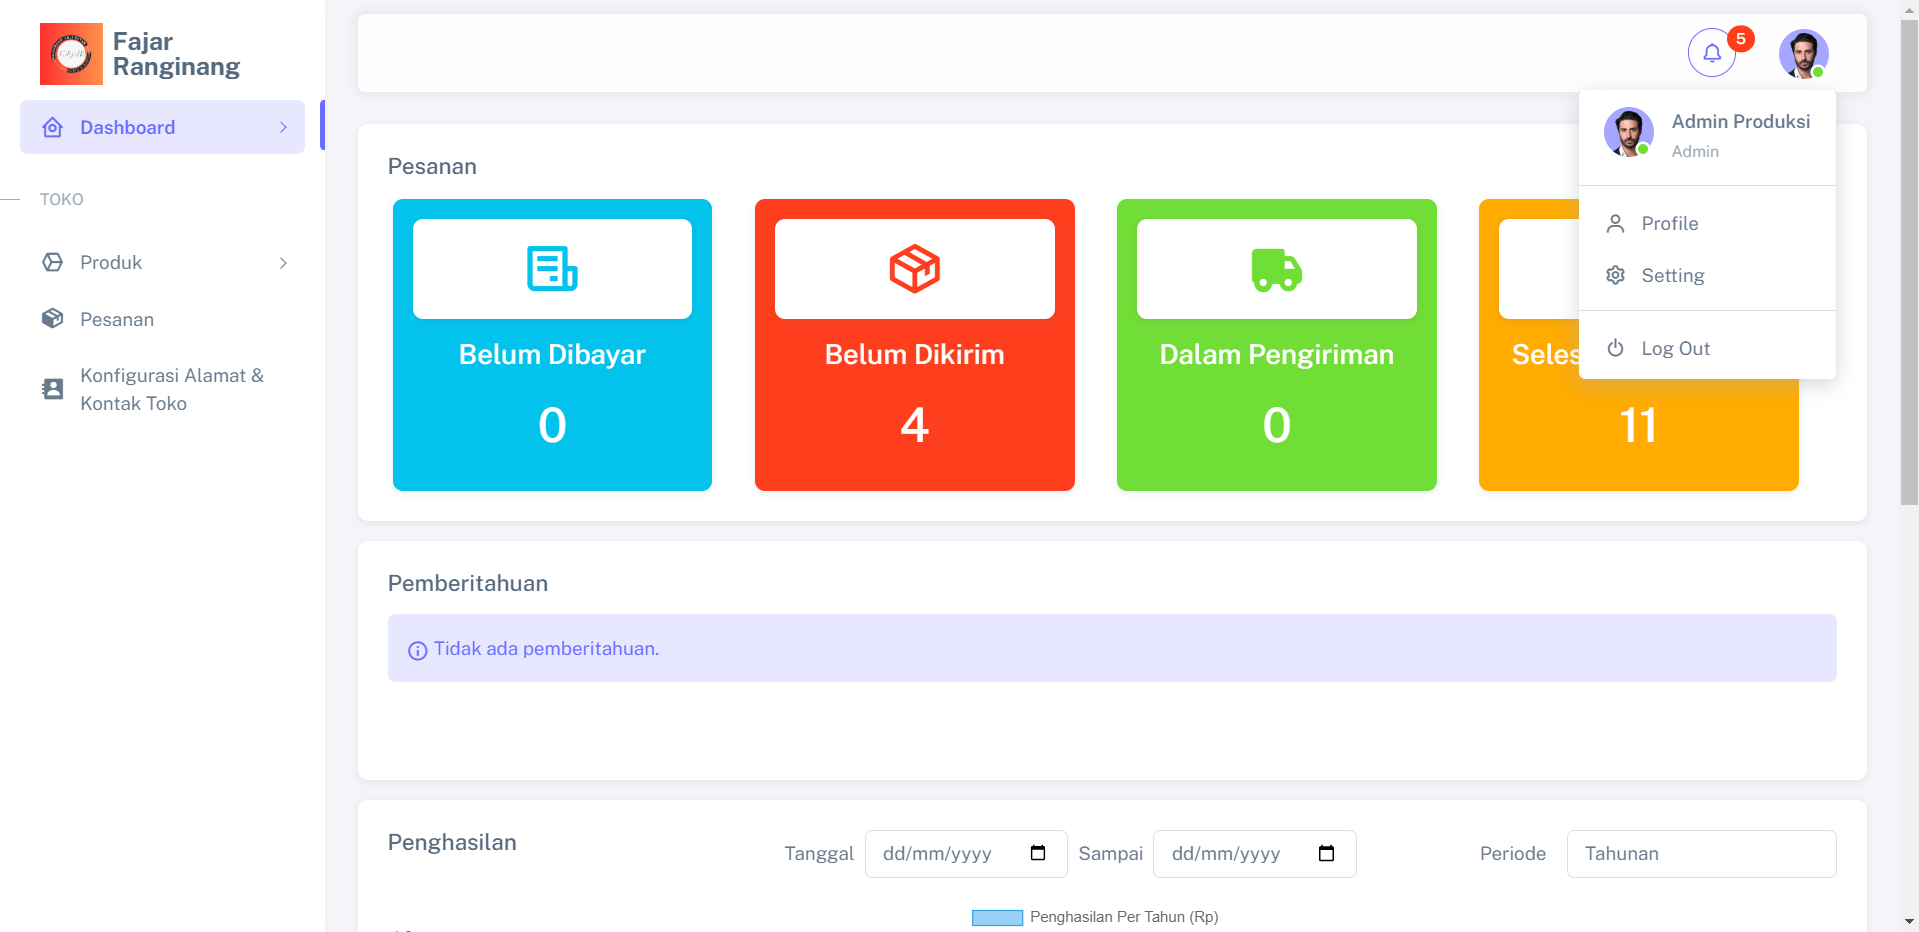 Fajar
Ranginang
5
Dashboard
TOKO
Produk
Pesanan
Konfigurasi Alamat &
Kontak Toko
Admin Produksi
Admin
Profile
Setting
Log Out
Pesanan
Belum Dibayar
0
Belum Dikirim
4
Dalam Pengiriman
0
Seles
11
Pemberitahuan
Tidak ada pemberitahuan.
Penghasilan
Tanggal dd/mm/yyyy Sampai dd/mm/yyyy Periode Tahunan
Penghasilan Per Tahun (Rp)